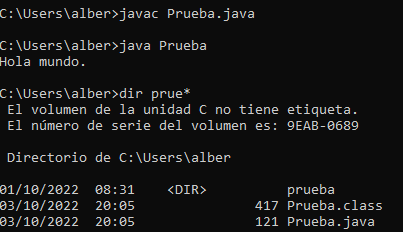 C:\Users\alber>javac Prueba.java
C:\Users\alber>java Prueba
Hola mundo.
C:\Users\alber>dir prue*
El volumen de la unidad C no tiene etiqueta.
El número de serie del volumen es: 9EAB-0689
Directorio de C:\Users\alber
01/10/2022  08:31    <DIR>          prueba
03/10/2022  20:05               417 Prueba.class
03/10/2022  20:05               121 Prueba.java